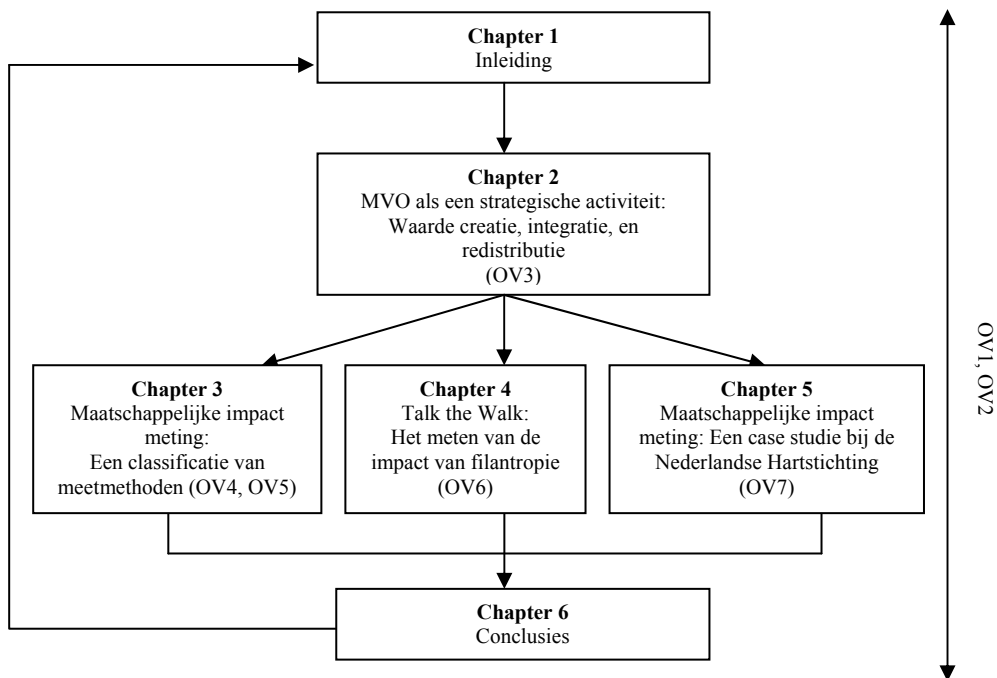 Chapter 1
Inleiding
Chapter 2
MVO als een strategische activiteit:
Waarde creatie, integratie, en
redistributie
(OV3)
Chapter 3
Maatschappelijke impact
meting:
Een classificatie van
meetmethoden (OV4, OV5)
Chapter 4
Talk the Walk:
Het meten van de
impact van filantropie
(OV6)
Chapter 5
Maatschappelijke impact
meting: Een case studie bij de
Nederlandse Hartstichting
(OV7)
Chapter 6
Conclusies
OV1, OV2